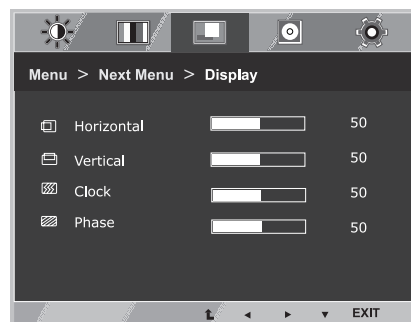 Menu > Next Menu > Display
Horizontal 50
Vertical 50
Clock 50
Phase 50
EXIT